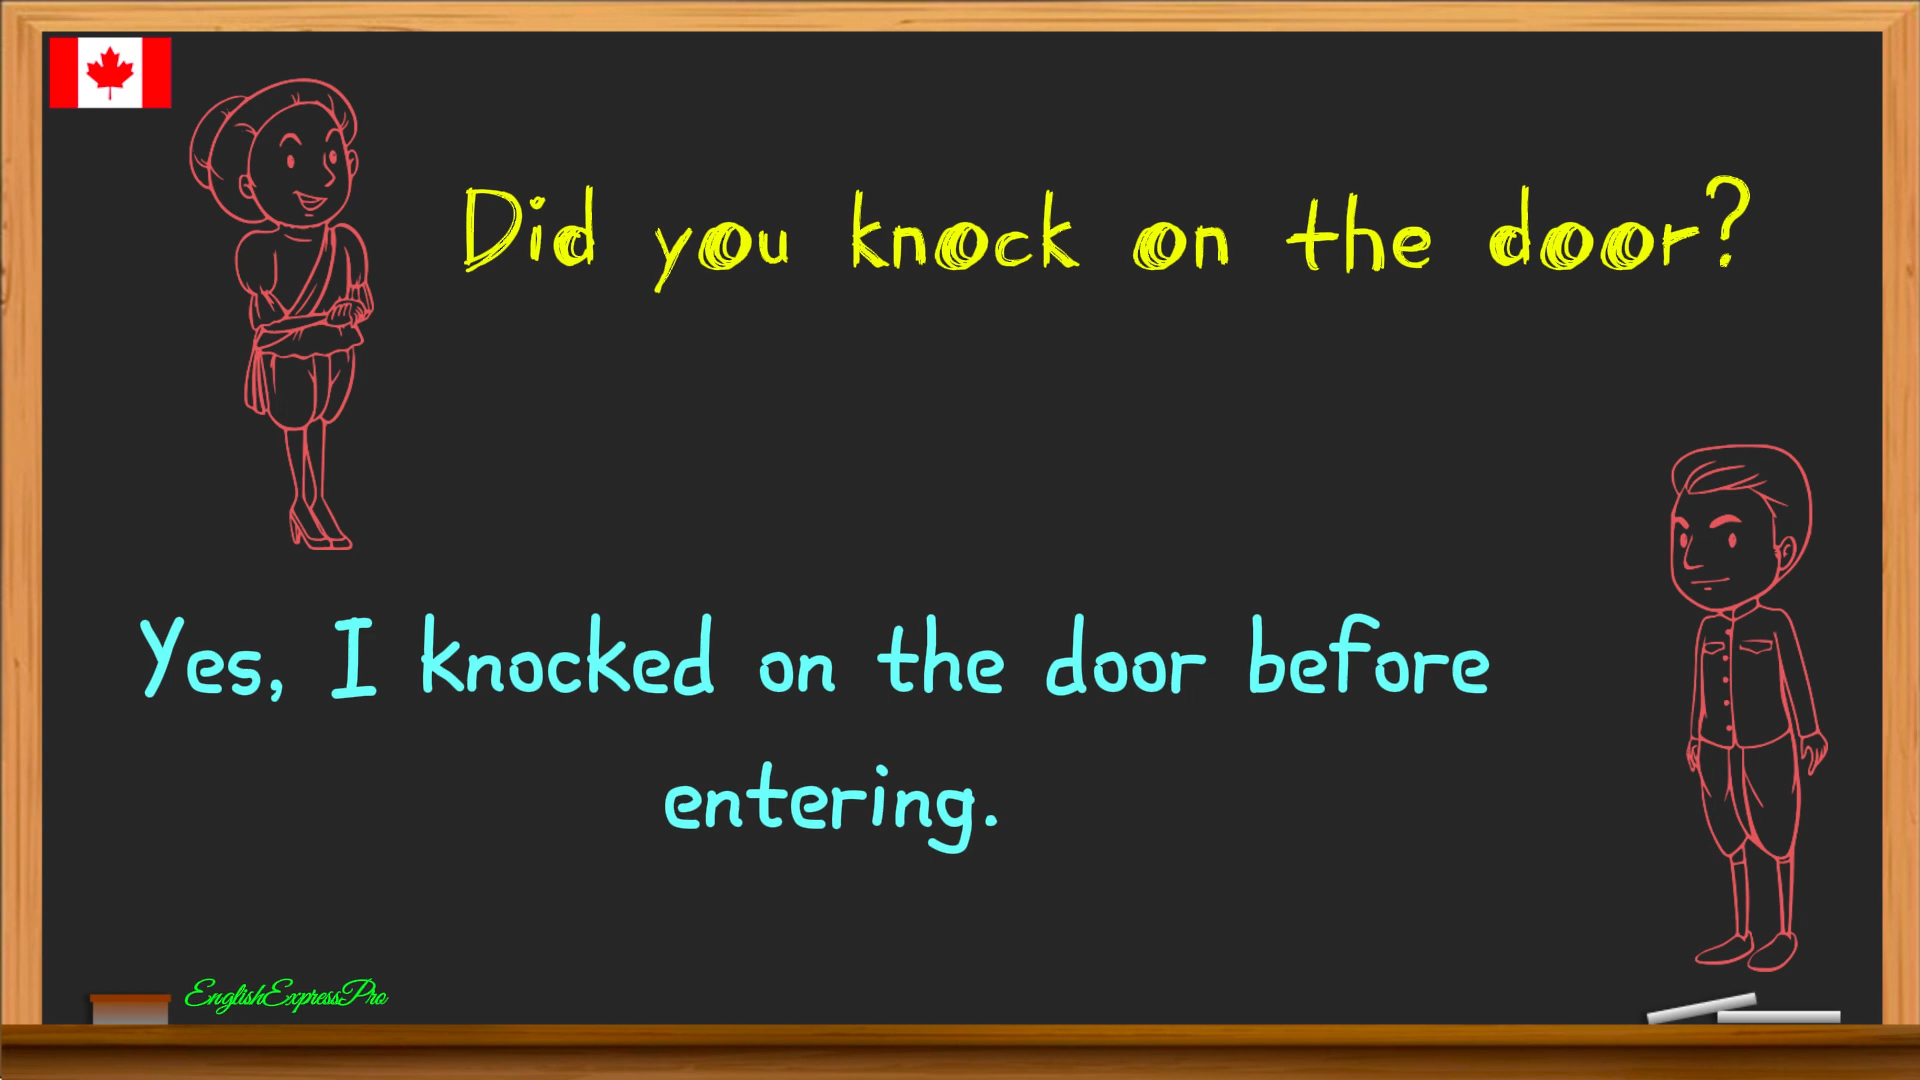 Did you knock on the door?
Yes, I knocked on the door before
entering.
EnglishExpressPro